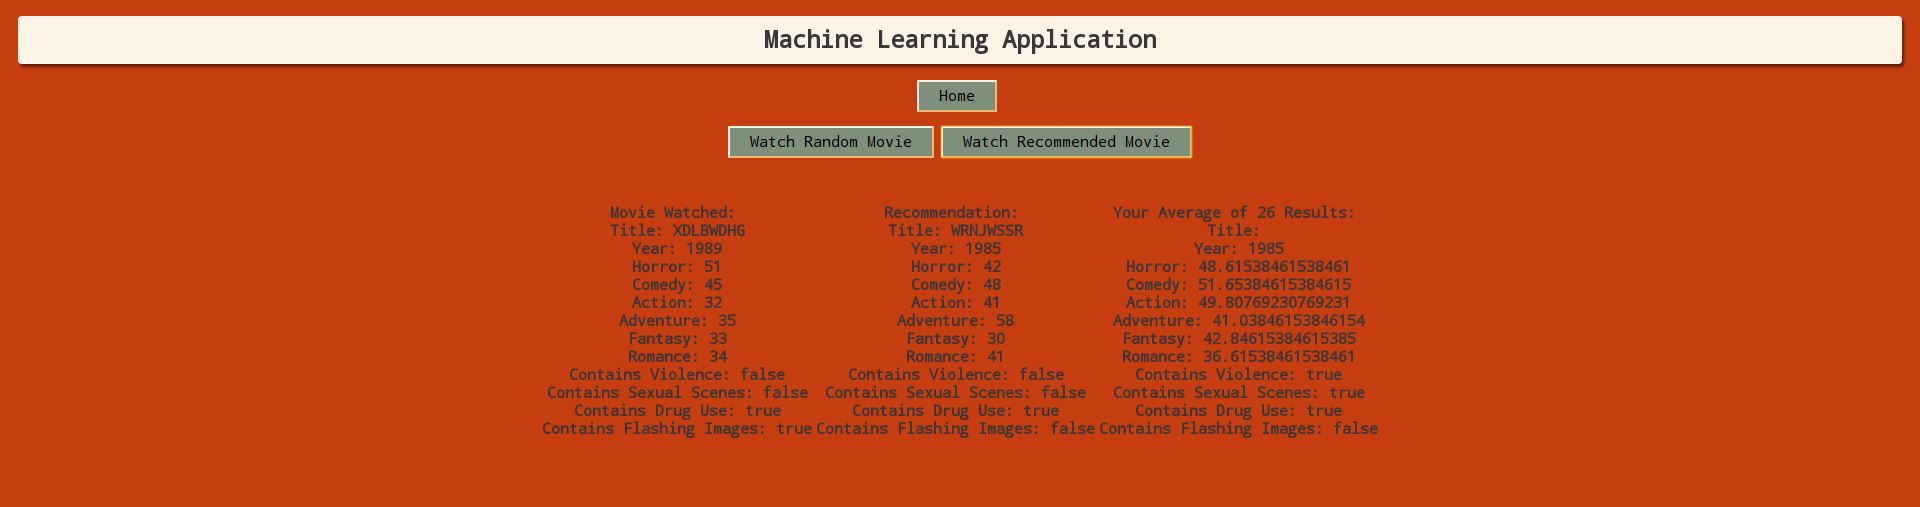 Machine Learning Application
Home
Watch Random Movie
Watch Recommended Movie
Movie Watched:
Title: XDLBWDHG
Year: 1989
Horror: 51
Comedy: 45
Action: 32
Adventure: 35
Fantasy: 33
Romance: 34
Contains Violence: false
Contains Sexual Scenes: false
Contains Drug Use: true
Contains Flashing Images: true
Recommendation:
Title: WRNJWSSR
Year: 1985
Horror: 42
Comedy: 48
Action: 41
Adventure: 58
Fantasy: 30
Romance: 41
Contains Violence: false
Contains Sexual Scenes: false
Contains Drug Use: true
Contains Flashing Images: false
Your Average of 26 Results:
Title:
Year: 1985
Horror: 48.61538461538461
Comedy: 51.65384615384615
Action: 49.80769230769231
Adventure: 41.03846153846154
Fantasy: 42.84615384615385
Romance: 36.61538461538461
Contains Violence: true
Contains Sexual Scenes: true
Contains Drug Use: true
Contains Flashing Images: false